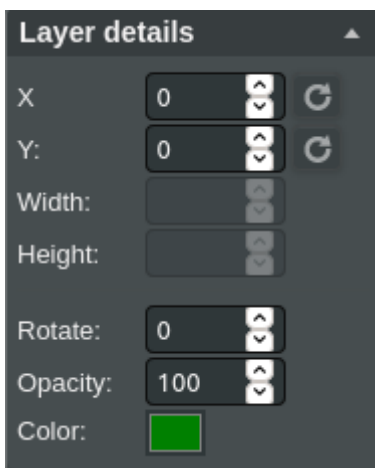 Layer details
X 0
Y: 0
Width:
Height:
Rotate: 0
Opacity: 100
Color: